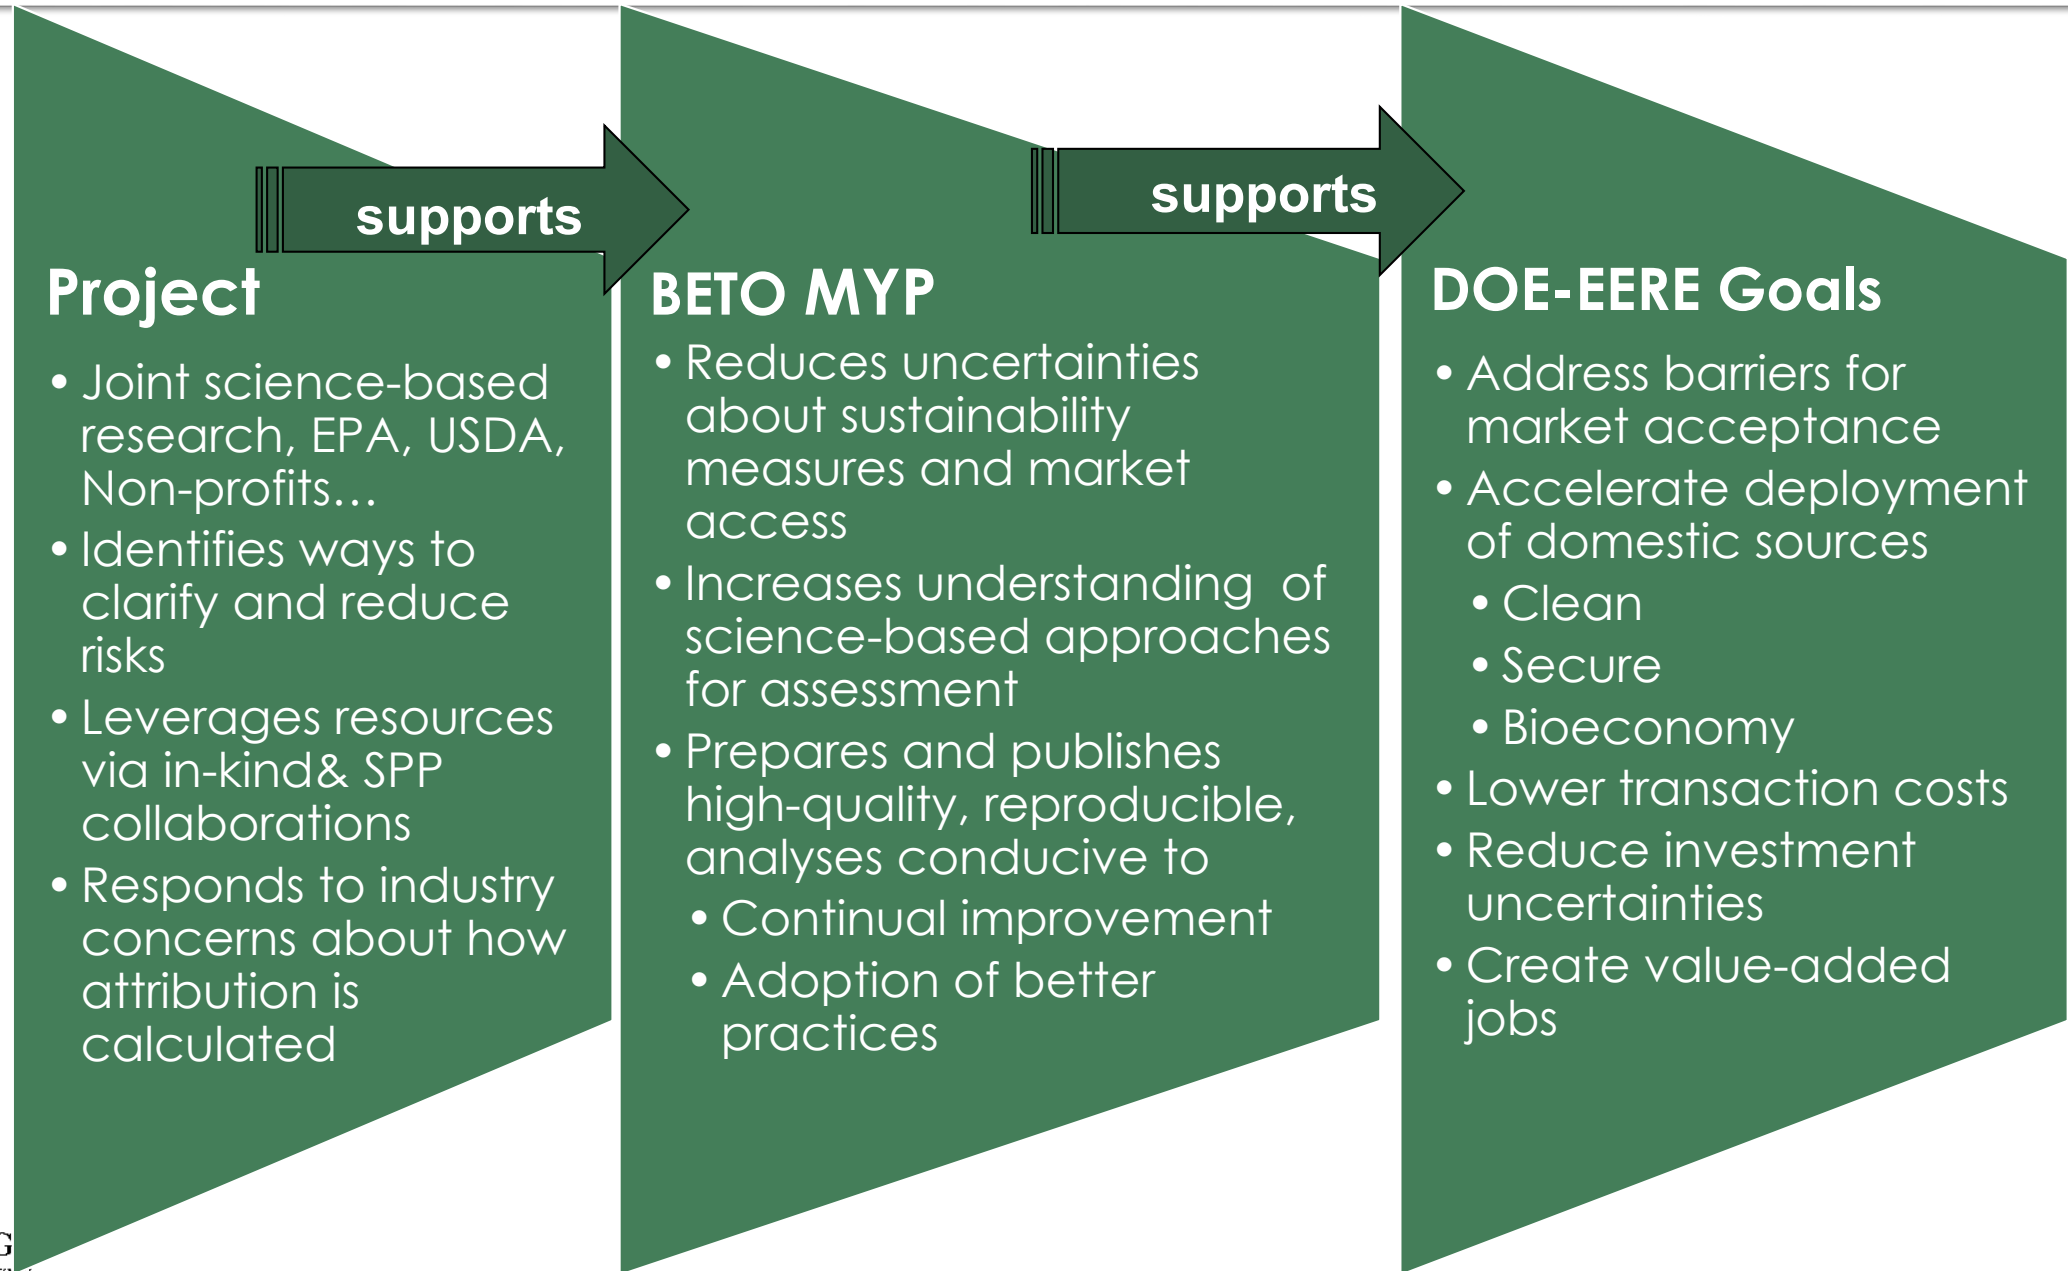 supports
supports
Project
• Joint science-based
research, EPA, USDA,
Non-profits…
• Identifies ways to
clarify and reduce
risks
• Leverages resources
via in-kind& SPP
collaborations
• Responds to industry
concerns about how
attribution is
calculated
BETO MYP
• Reduces uncertainties
about sustainability
measures and market
access
• Increases understanding  of
science-based approaches
for assessment
• Prepares and publishes
high-quality, reproducible,
analyses conducive to
• Continual improvement
• Adoption of better
practices
DOE-EERE Goals
• Address barriers for
market acceptance
• Accelerate deployment
of domestic sources
• Clean
• Secure
• Bioeconomy
• Lower transaction costs
• Reduce investment
uncertainties
• Create value-added
jobs